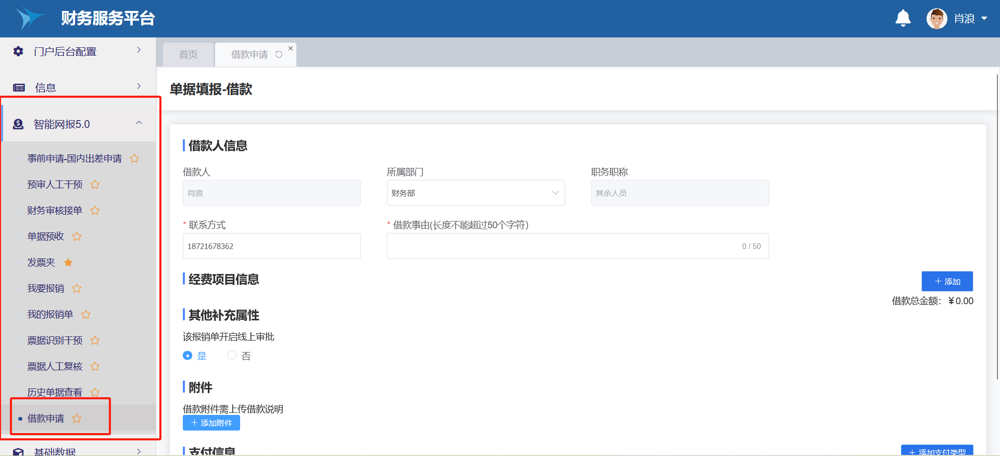 财务服务平台
肖浪
门户后台配置
信息
智能网报5.0
事前申请-国内出差申请
预审人工干预
财务审核接单
单据预收
发票夹
我要报销
我的报销单
票据识别干预
票据人工复核
历史单据查看
借款申请
基础数据
首页
借款申请
单据填报-借款
借款人信息
借款人
所属部门
职务职称
肖浪
财务部
其余人员
* 联系方式
* 借款事由(长度不能超过50个字符)
18721678362
0 / 50
经费项目信息
添加
借款总金额：￥0.00
其他补充属性
该报销单开启线上审批
是
否
附件
借款附件需上传借款说明
添加附件
支付信息
添加支付类型